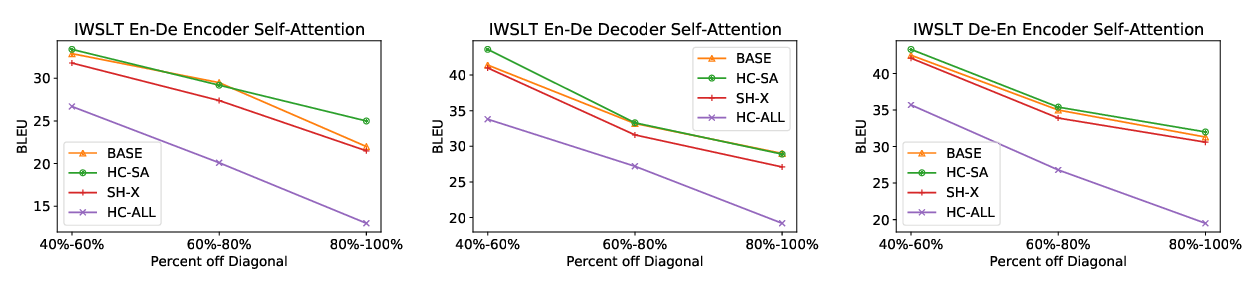 IWSLT En-De Encoder Self-Attention
BLEU
30
25
20
15
BASE
HC-SA
SH-X
HC-ALL
40%-60% 60%-80% 80%-100%
Percent off Diagonal
IWSLT En-De Decoder Self-Attention
BLEU
40
35
30
25
20
BASE
HC-SA
SH-X
HC-ALL
40%-60% 60%-80% 80%-100%
Percent off Diagonal
IWSLT De-En Encoder Self-Attention
BLEU
40
35
30
25
20
BASE
HC-SA
SH-X
HC-ALL
40%-60% 60%-80% 80%-100%
Percent off Diagonal